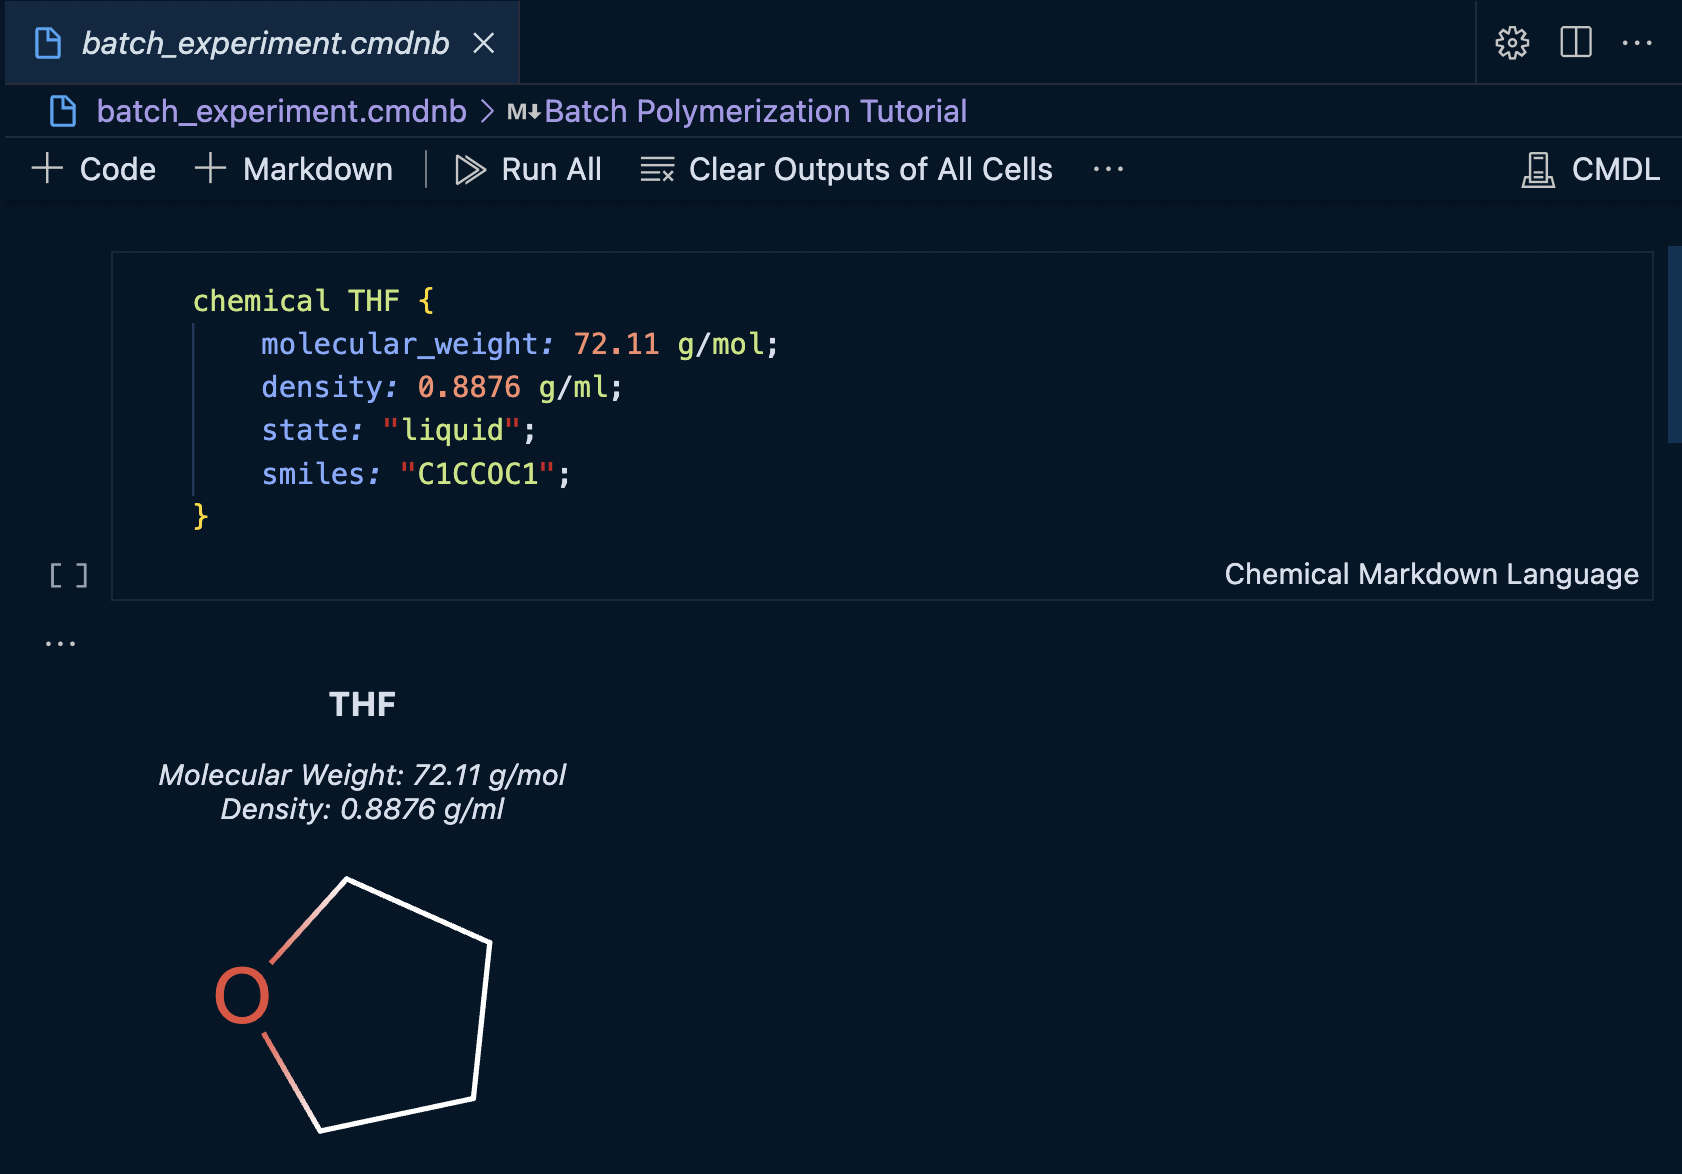 batch_experiment.cmdnb
batch_experiment.cmdnb > M↓Batch Polymerization Tutorial
+ Code + Markdown | Run All Clear Outputs of All Cells ... CMDL
chemical THF {
molecular_weight: 72.11 g/mol;
density: 0.8876 g/ml;
state: "liquid";
smiles: "C1CCOC1";
}
[ ] Chemical Markdown Language
...
THF
Molecular Weight: 72.11 g/mol
Density: 0.8876 g/ml
O